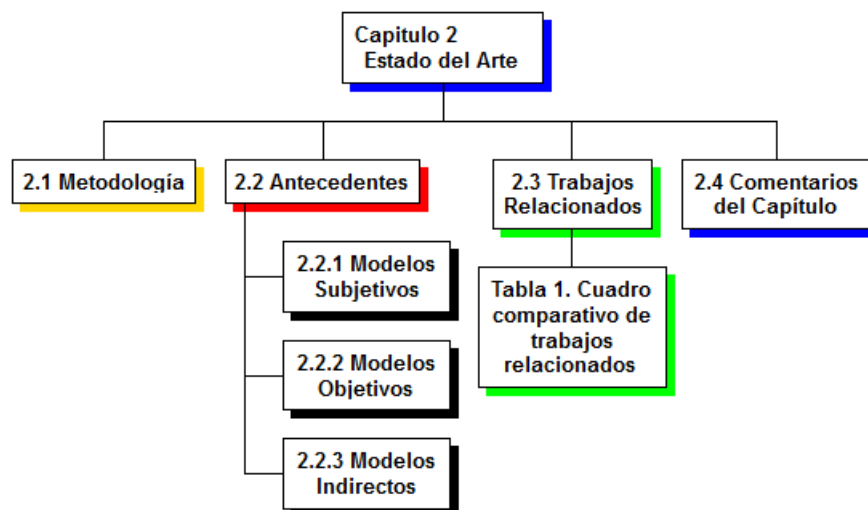 Capitulo 2
Estado del Arte
2.1 Metodología
2.2 Antecedentes
2.3 Trabajos
Relacionados
2.4 Comentarios
del Capítulo
2.2.1 Modelos
Subjetivos
Tabla 1. Cuadro
comparativo de
trabajos
relacionados
2.2.2 Modelos
Objetivos
2.2.3 Modelos
Indirectos